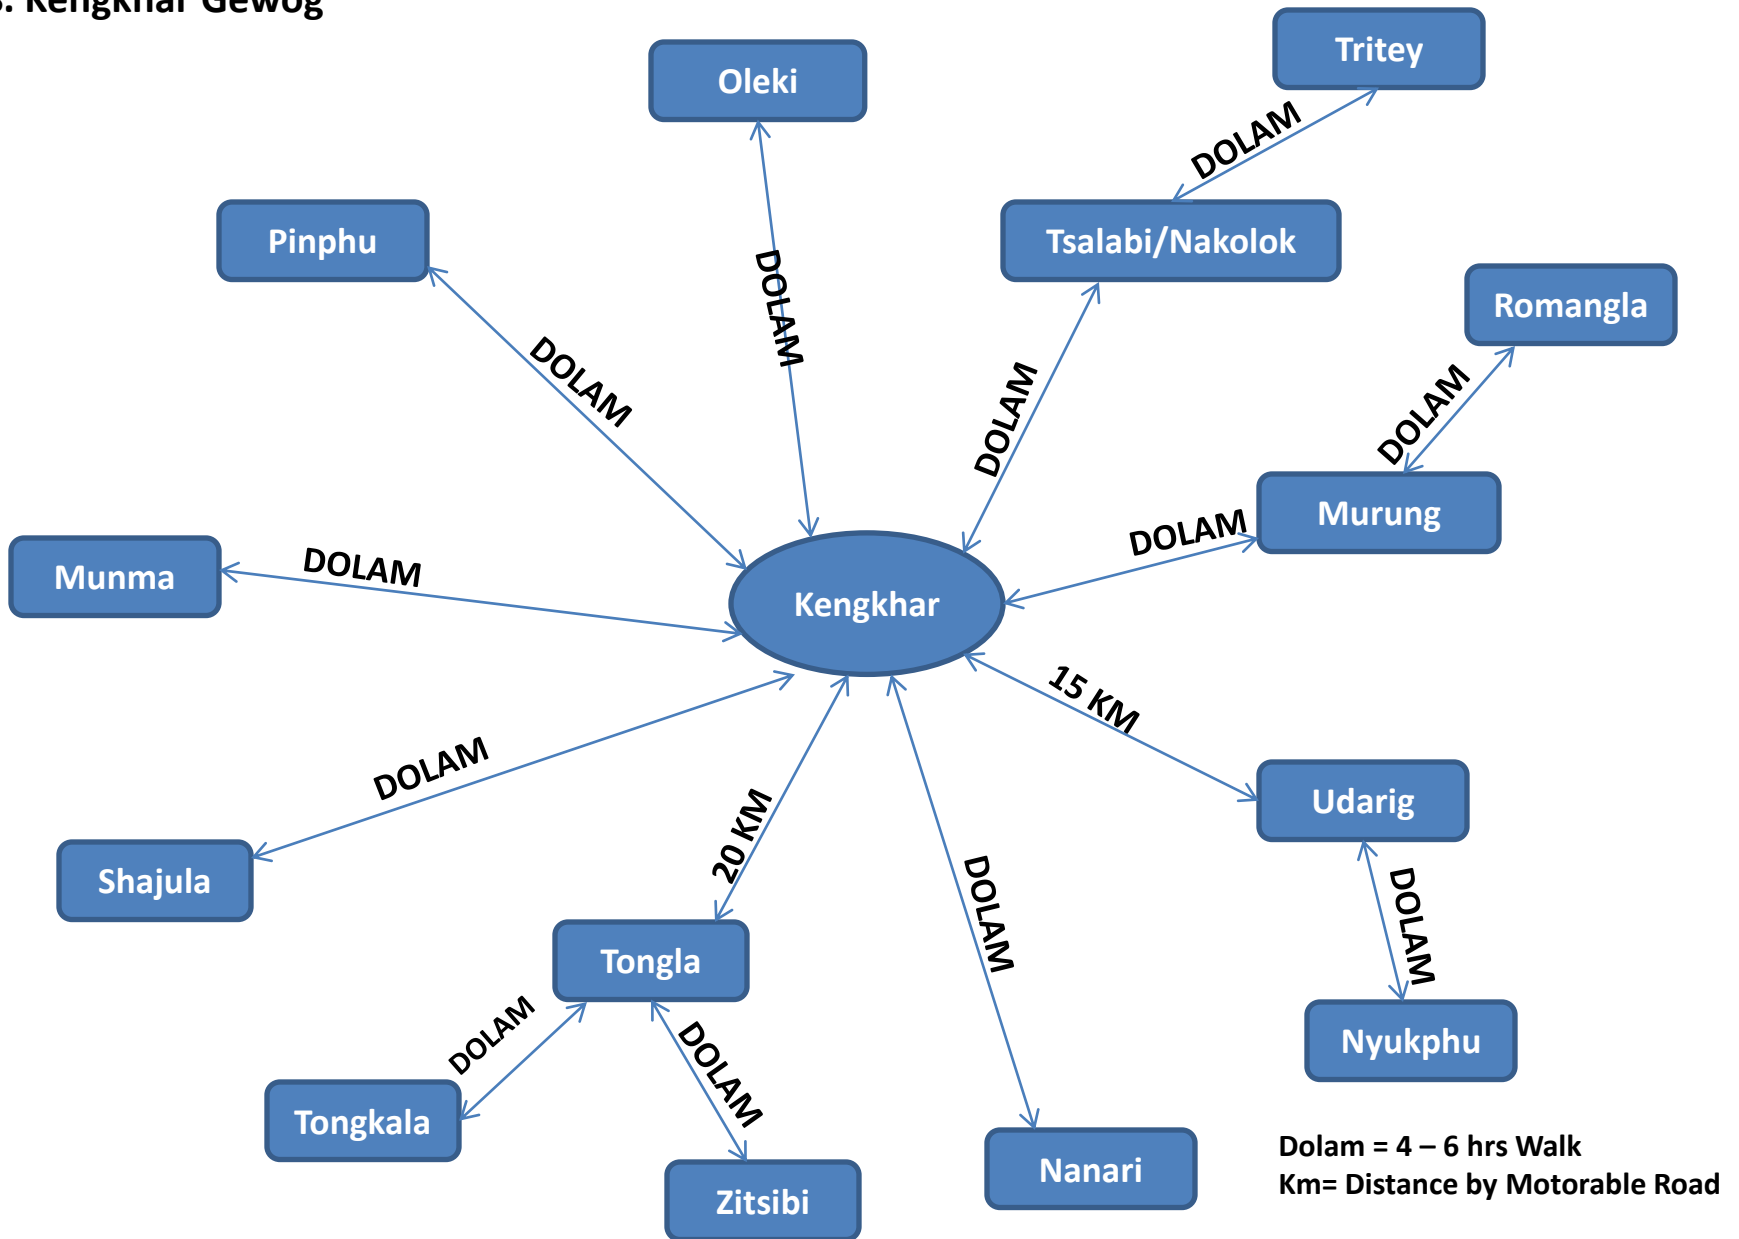 Kengkhar Gewog
Tritey
Oleki
DOLAM
Pinphu
Tsalabi/Nakolok
DOLAM
Romangla
DOLAM
DOLAM
DOLAM
Murung
DOLAM
DOLAM
Munma
Kengkhar
15 KM
DOLAM
Udarig
20 KM
Shajula
DOLAM
DOLAM
Tongla
DOLAM
DOLAM
Nyukphu
Tongkala
Zitsibi
Nanari
Dolam = 4 – 6 hrs Walk
Km= Distance by Motorable Road